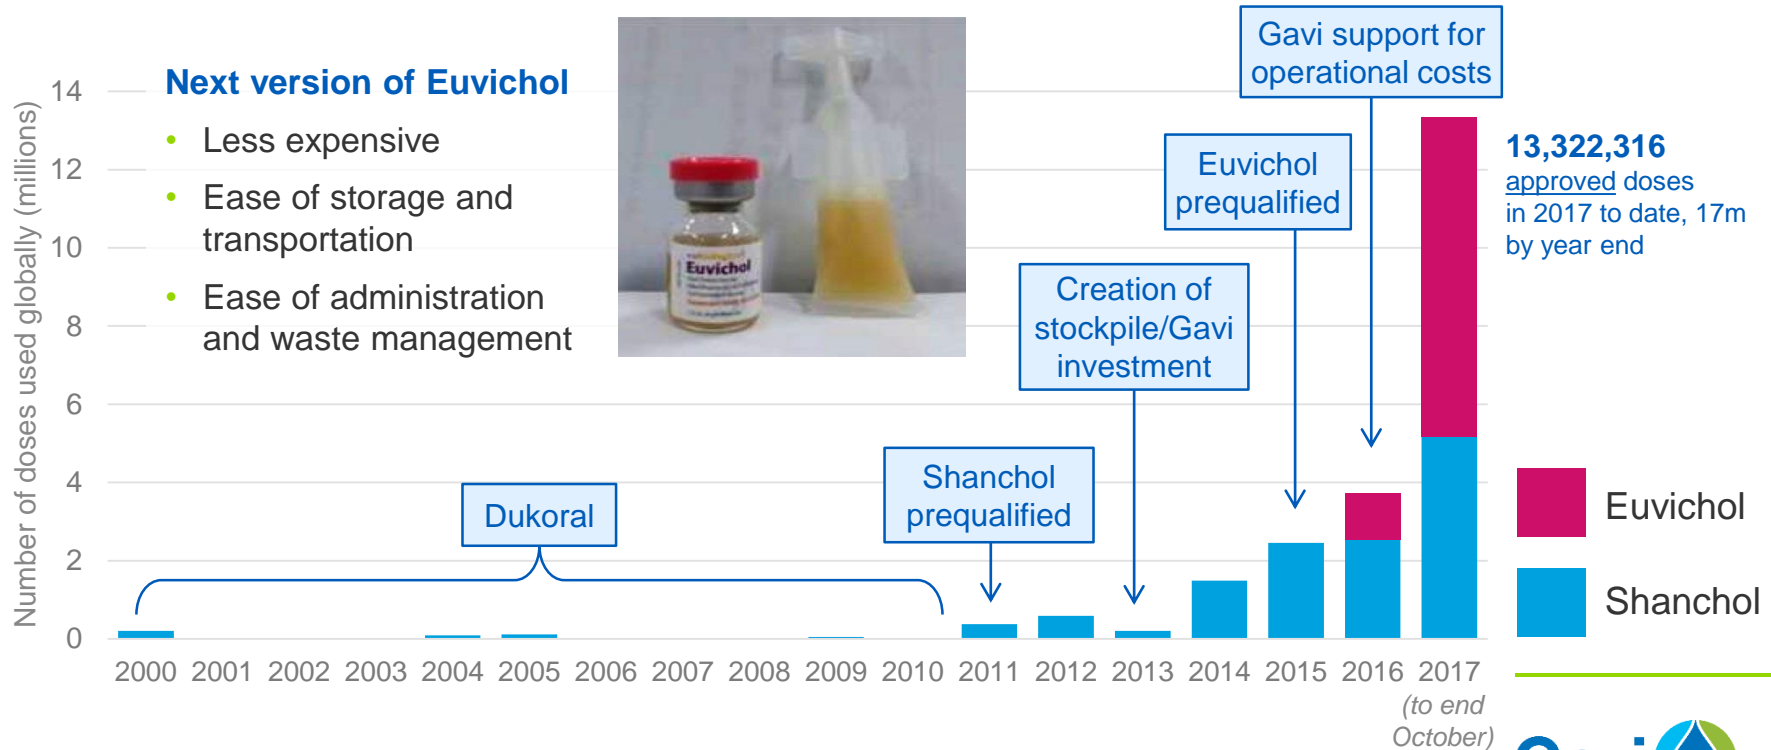 Next version of Euvichol
• Less expensive
• Ease of storage and
transportation
• Ease of administration
and waste management
Euvichol
Gavi support for
operational costs
Euvichol
prequalified
Creation of
stockpile/Gavi
investment
Shanchol
prequalified
Dukoral
13,322,316
approved doses
in 2017 to date, 17m
by year end
Number of doses used globally (millions)
14
12
10
8
6
4
2
0
2000 2001 2002 2003 2004 2005 2006 2007 2008 2009 2010 2011 2012 2013 2014 2015 2016 2017
(to end
October)
Euvichol
Shanchol